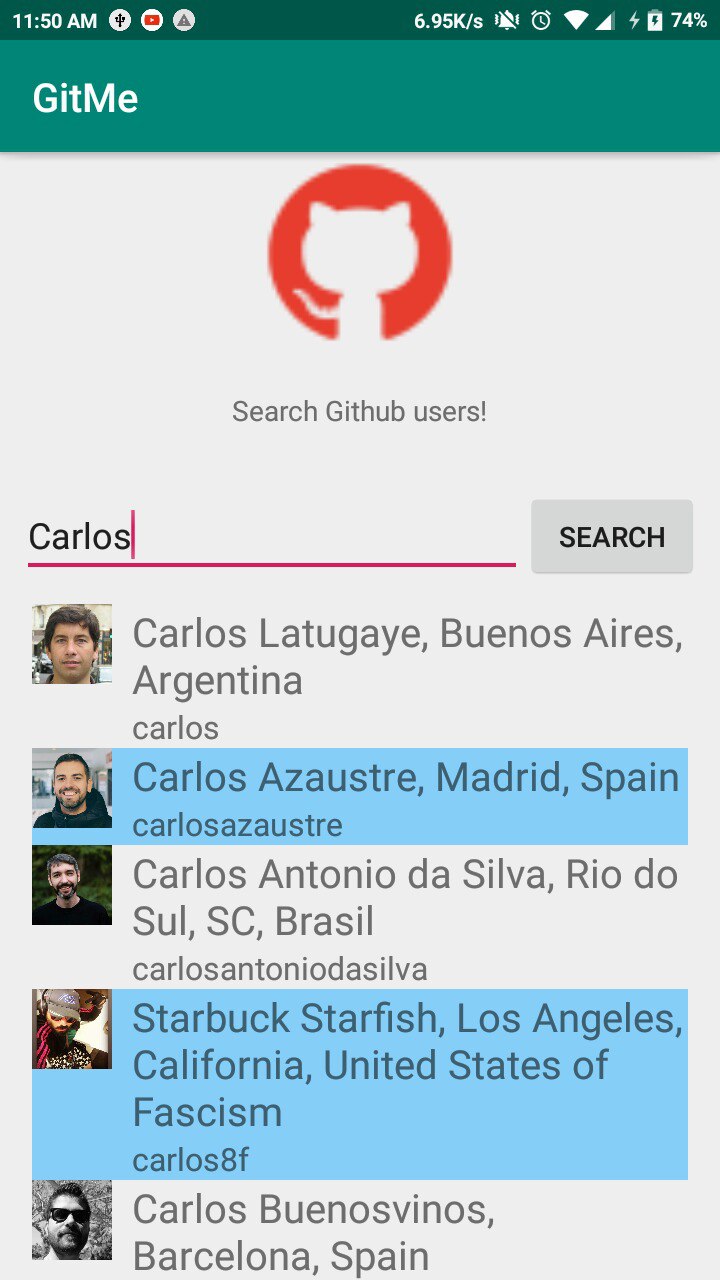 11:50 AM 6.95K/s 74%
GitMe
Search Github users!
Carlos
SEARCH
Carlos Latugaye, Buenos Aires,
Argentina
carlos
Carlos Azaustre, Madrid, Spain
carlosazaustre
Carlos Antonio da Silva, Rio do
Sul, SC, Brasil
carlosantoniodasilva
Starbuck Starfish, Los Angeles,
California, United States of
Fascism
carlos8f
Carlos Buenosvinos,
Barcelona, Spain